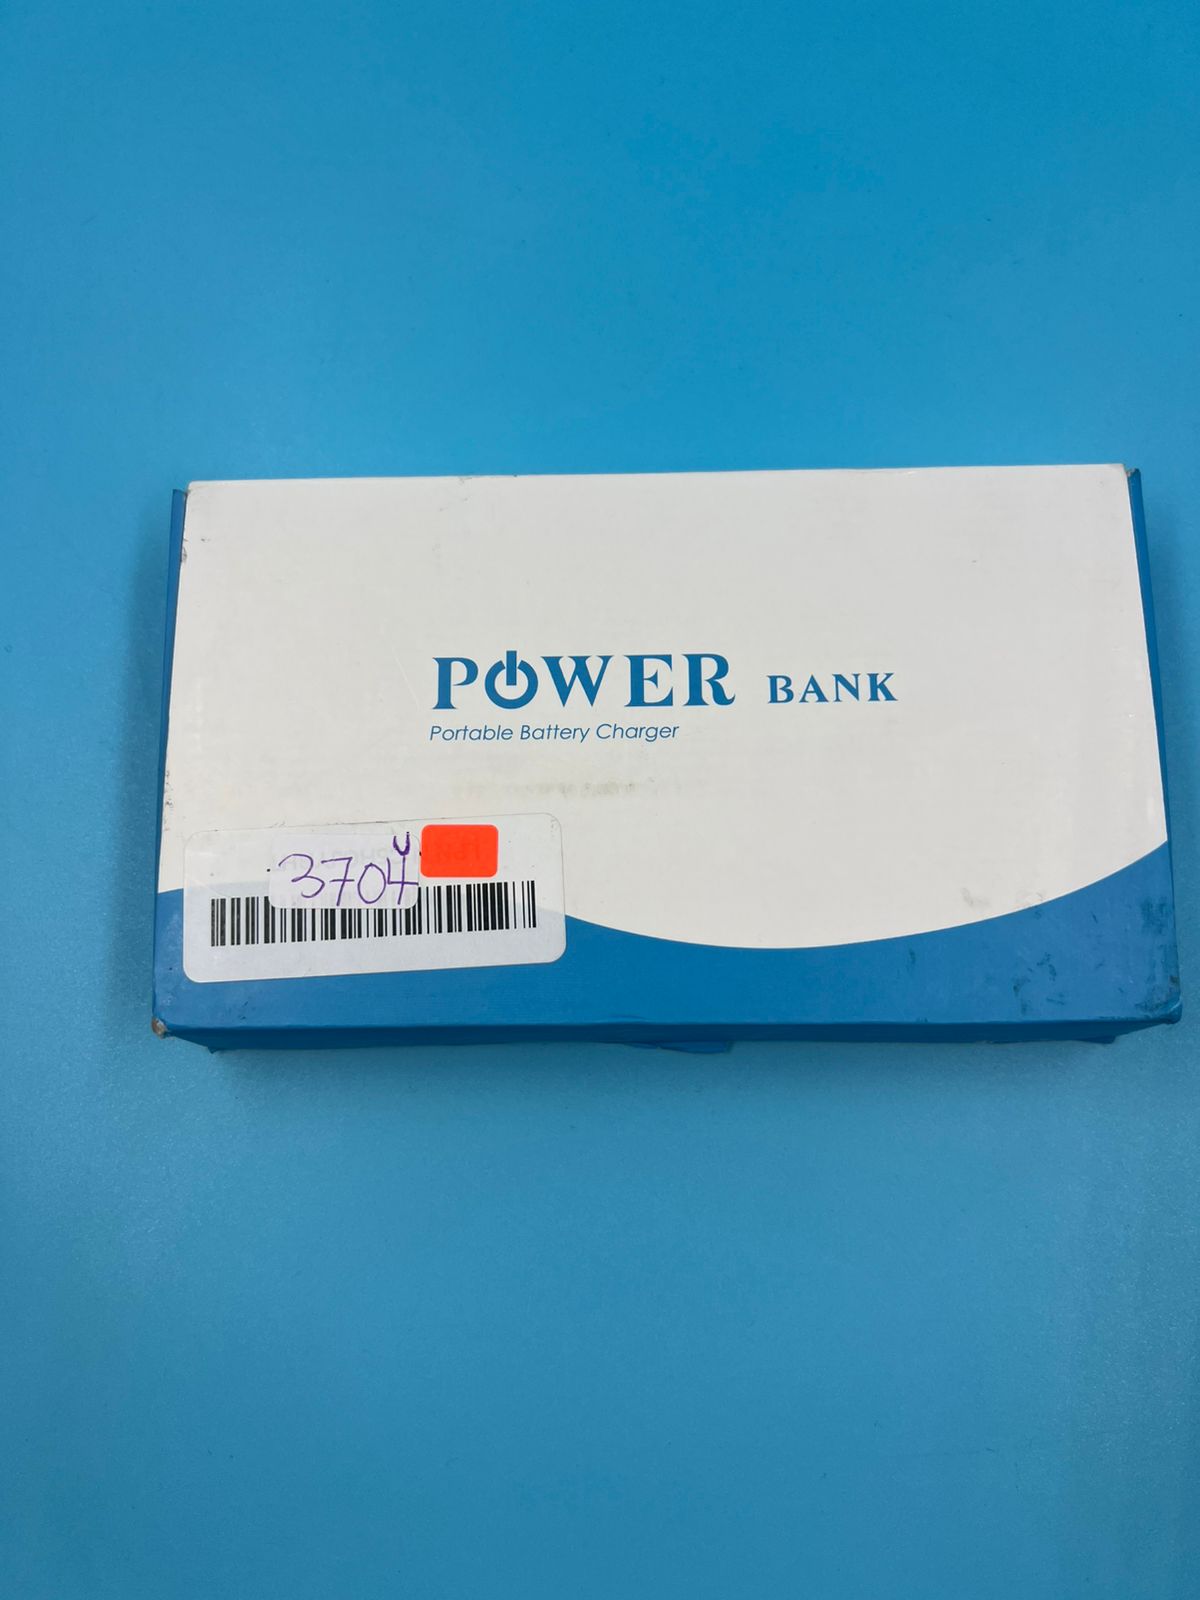 POWER BANK
Portable Battery Charger
U
3704